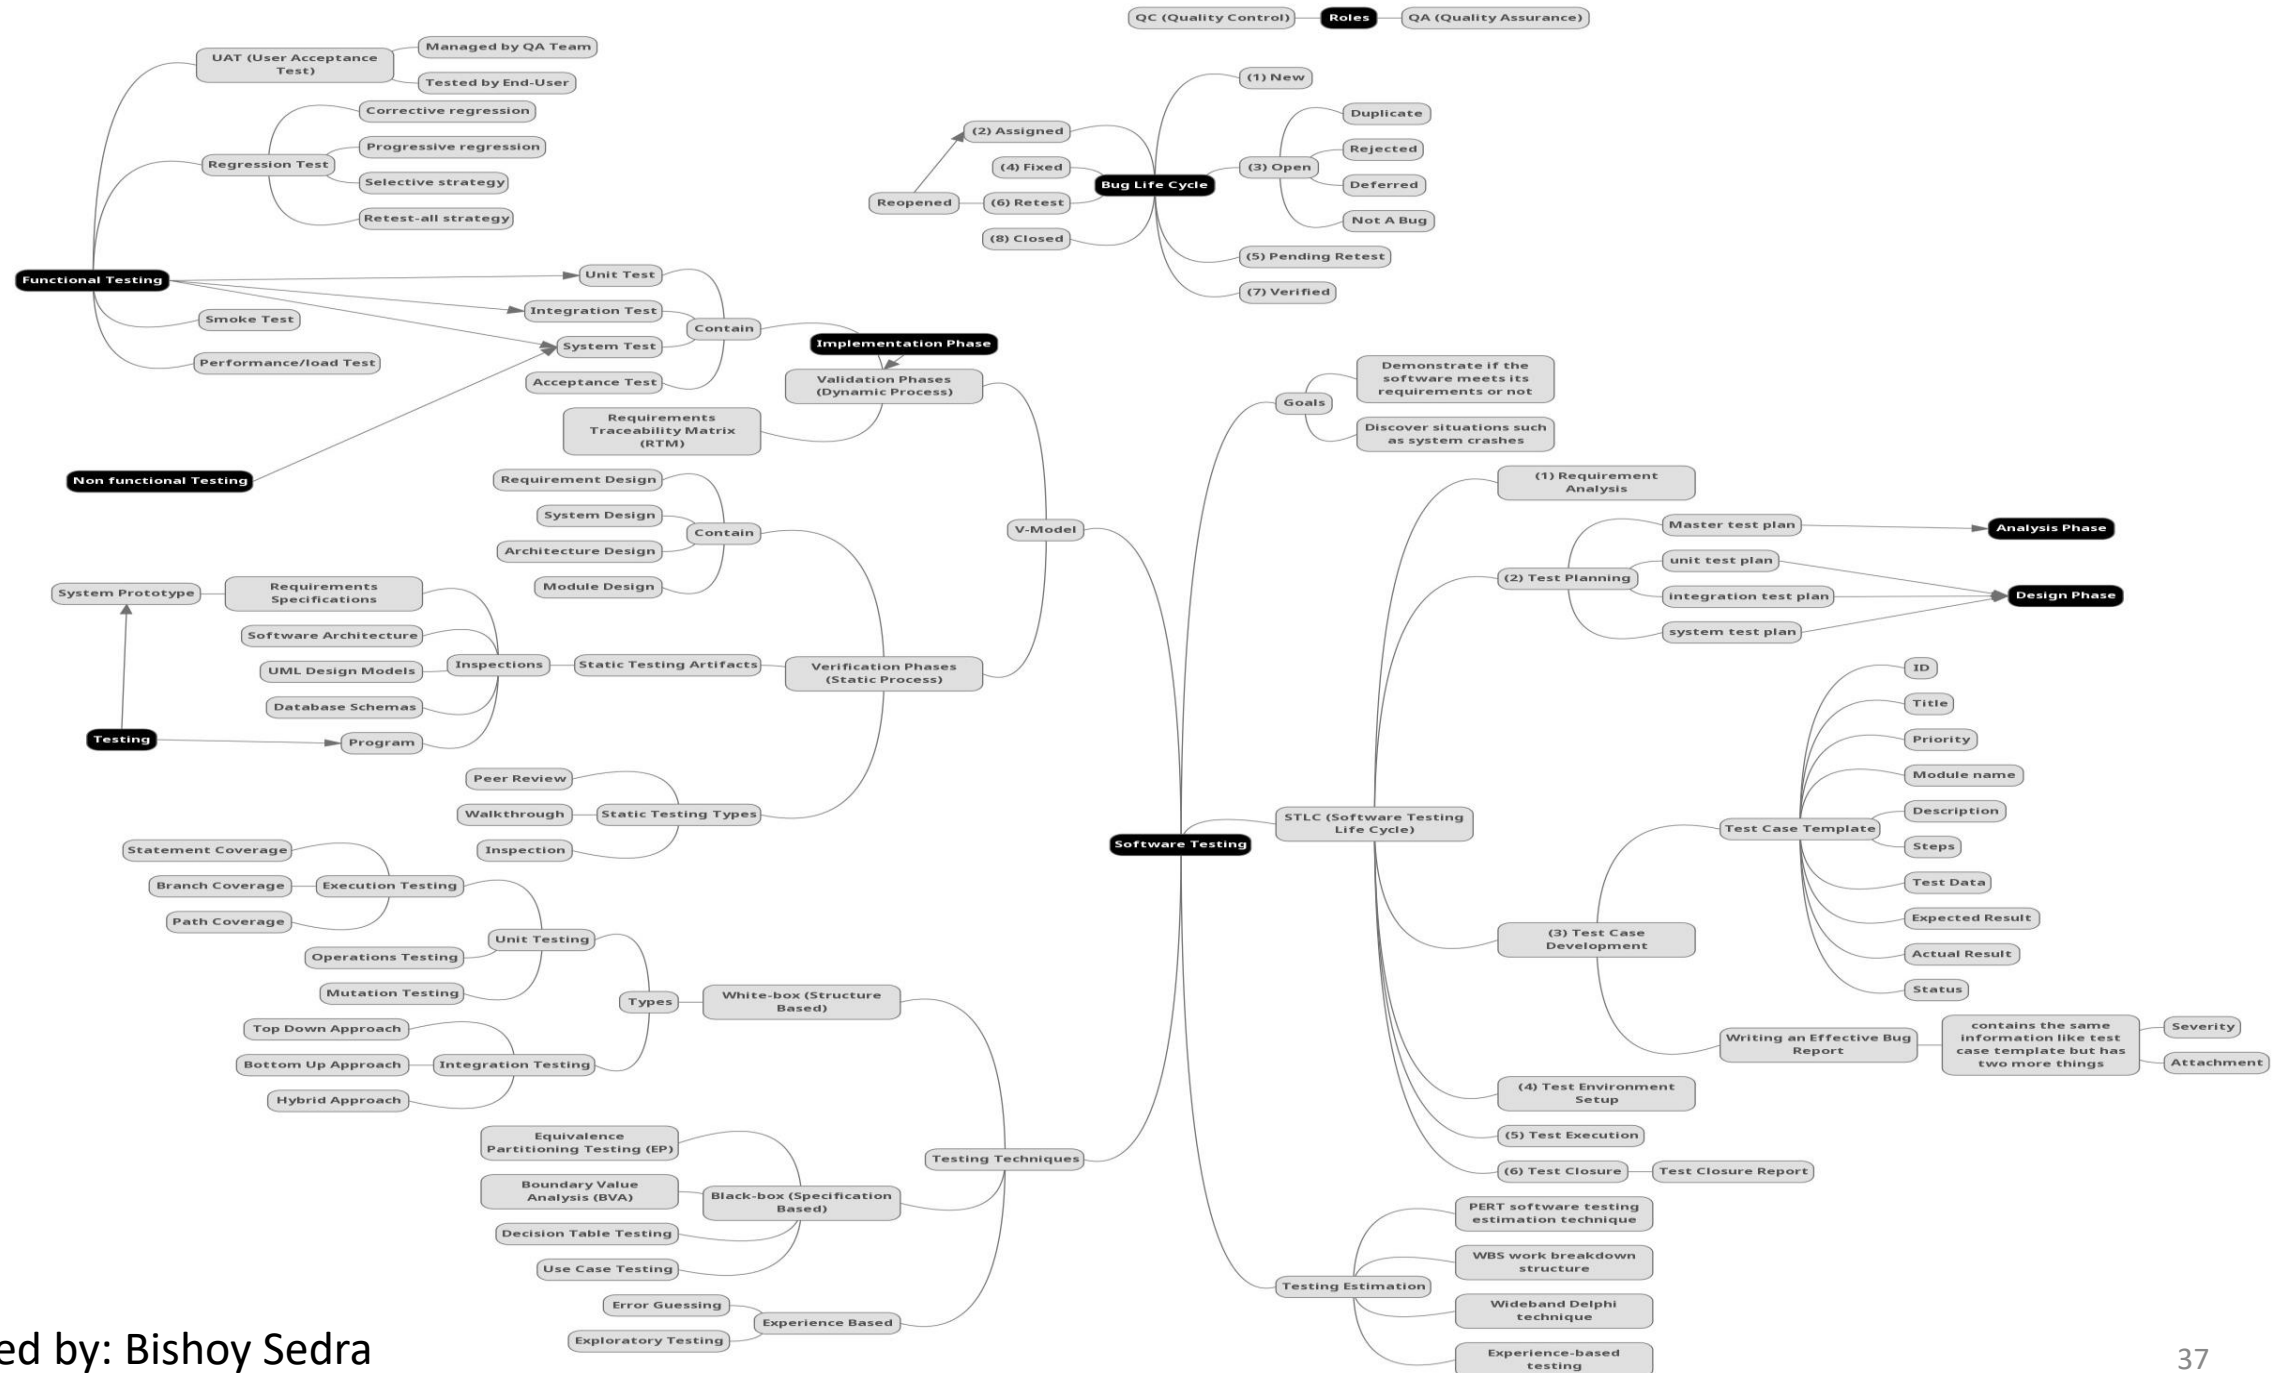 QC (Quality Control)
Roles
QA (Quality Assurance)
UAT (User Acceptance
Test)
Managed by QA Team
Tested by End-User
Corrective regression
Progressive regression
Regression Test
Selective strategy
Retest-all strategy
Functional Testing
Smoke Test
Performance/load Test
Unit Test
Integration Test
System Test
Acceptance Test
Contain
Implementation Phase
Validation Phases
(Dynamic Process)
Requirements
Traceability Matrix
(RTM)
Non functional Testing
(1) New
(2) Assigned
(4) Fixed
Reopened
(6) Retest
(8) Closed
Bug Life Cycle
(3) Open
Duplicate
Rejected
Deferred
Not A Bug
(5) Pending Retest
(7) Verified
Requirement Design
System Design
Architecture Design
Module Design
Contain
V-Model
System Prototype
Requirements
Specifications
Software Architecture
UML Design Models
Database Schemas
Program
Testing
Inspections
Static Testing Artifacts
Verification Phases
(Static Process)
Peer Review
Walkthrough
Inspection
Static Testing Types
Software Testing
Statement Coverage
Branch Coverage
Path Coverage
Execution Testing
Operations Testing
Mutation Testing
Unit Testing
Types
White-box (Structure
Based)
Top Down Approach
Bottom Up Approach
Hybrid Approach
Integration Testing
Testing Techniques
Equivalence
Partitioning Testing (EP)
Boundary Value
Analysis (BVA)
Decision Table Testing
Use Case Testing
Black-box (Specification
Based)
Error Guessing
Exploratory Testing
Experience Based
Goals
Demonstrate if the
software meets its
requirements or not
Discover situations such
as system crashes
STLC (Software Testing
Life Cycle)
(1) Requirement
Analysis
(2) Test Planning
Master test plan
unit test plan
integration test plan
system test plan
Analysis Phase
Design Phase
(3) Test Case
Development
Test Case Template
ID
Title
Priority
Module name
Description
Steps
Test Data
Expected Result
Actual Result
Status
Writing an Effective Bug
Report
contains the same
information like test
case template but has
two more things
Severity
Attachment
(4) Test Environment
Setup
(5) Test Execution
(6) Test Closure
Test Closure Report
Testing Estimation
PERT software testing
estimation technique
WBS work breakdown
structure
Wideband Delphi
technique
Experience-based
testing
ed by: Bishoy Sedra
37